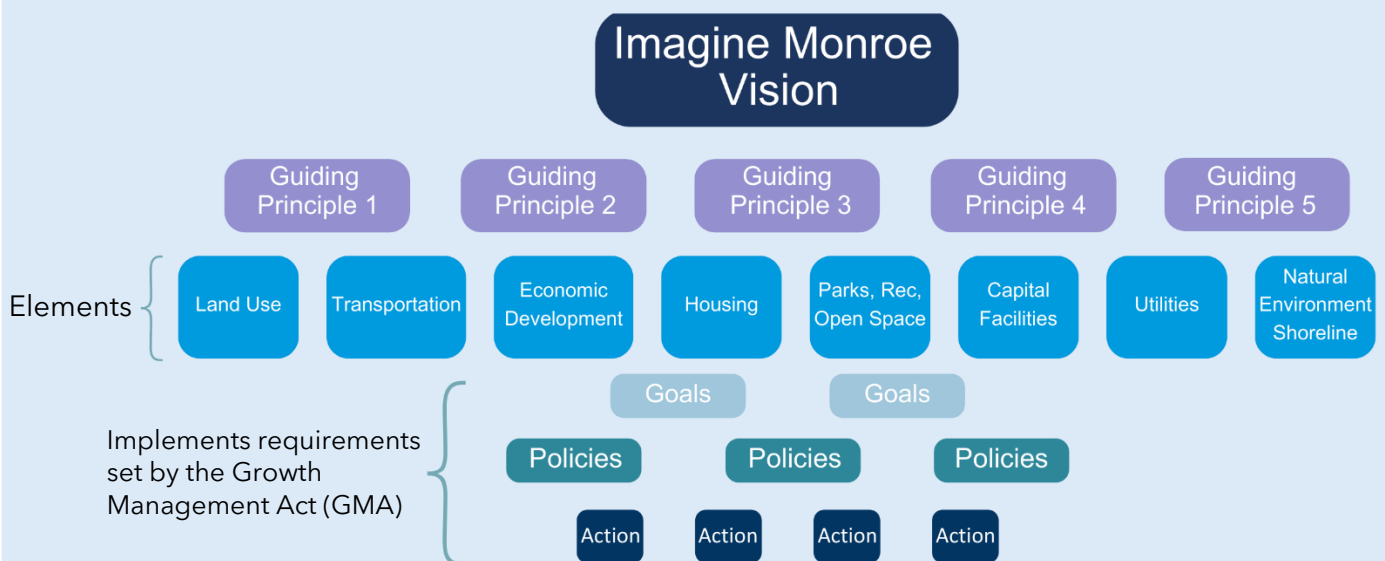 Imagine Monroe
Vision
Guiding
Principle 1
Guiding
Principle 2
Guiding
Principle 3
Guiding
Principle 4
Guiding
Principle 5
Elements
Land Use
Transportation
Economic
Development
Housing
Parks, Rec,
Open Space
Capital
Facilities
Utilities
Natural
Environment
Shoreline
Goals
Goals
Implements requirements
set by the Growth
Management Act (GMA)
Policies
Policies
Policies
Action
Action
Action
Action